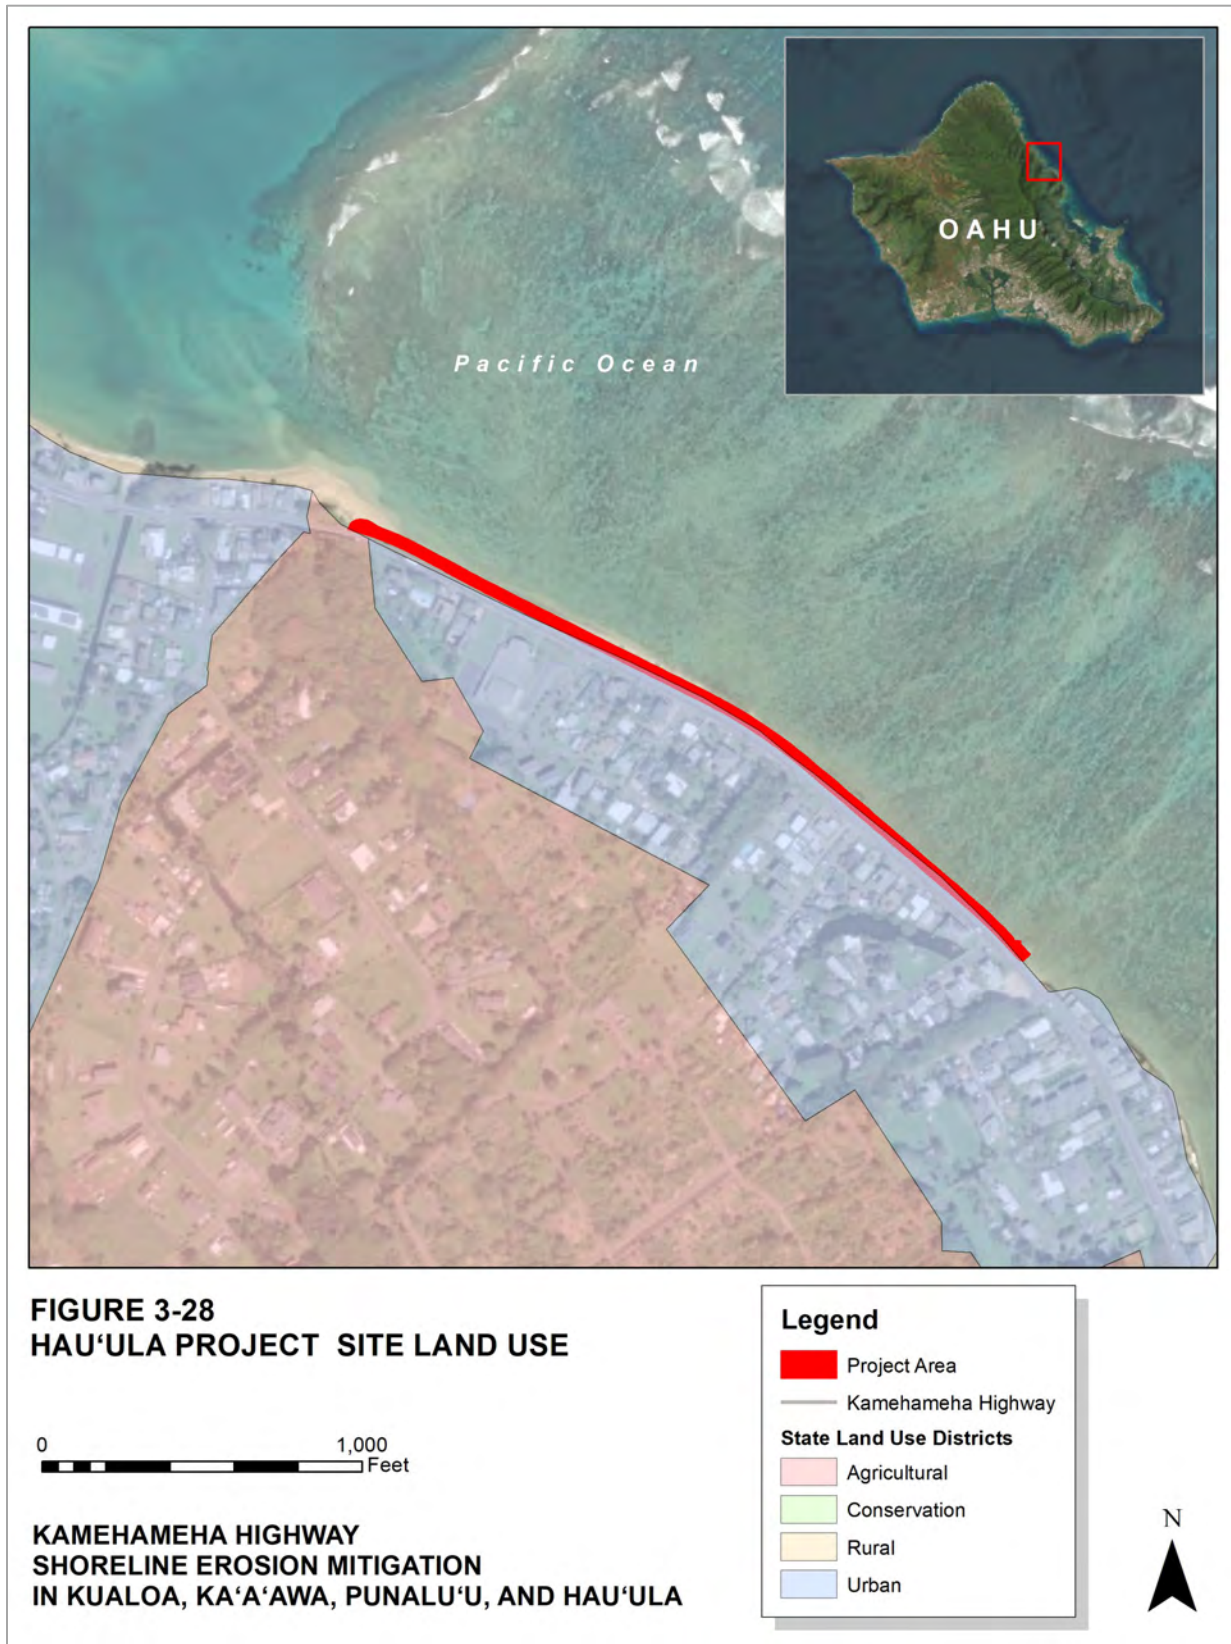 OAHU
Pacific Ocean
FIGURE 3-28
HAU‘ULA PROJECT SITE LAND USE
0 1,000
Feet
KAMEHAMEHA HIGHWAY
SHORELINE EROSION MITIGATION
IN KUALOA, KA‘A‘AWA, PUNALU‘U, AND HAU‘ULA
Legend
Project Area
Kamehameha Highway
State Land Use Districts
Agricultural
Conservation
Rural
Urban
N